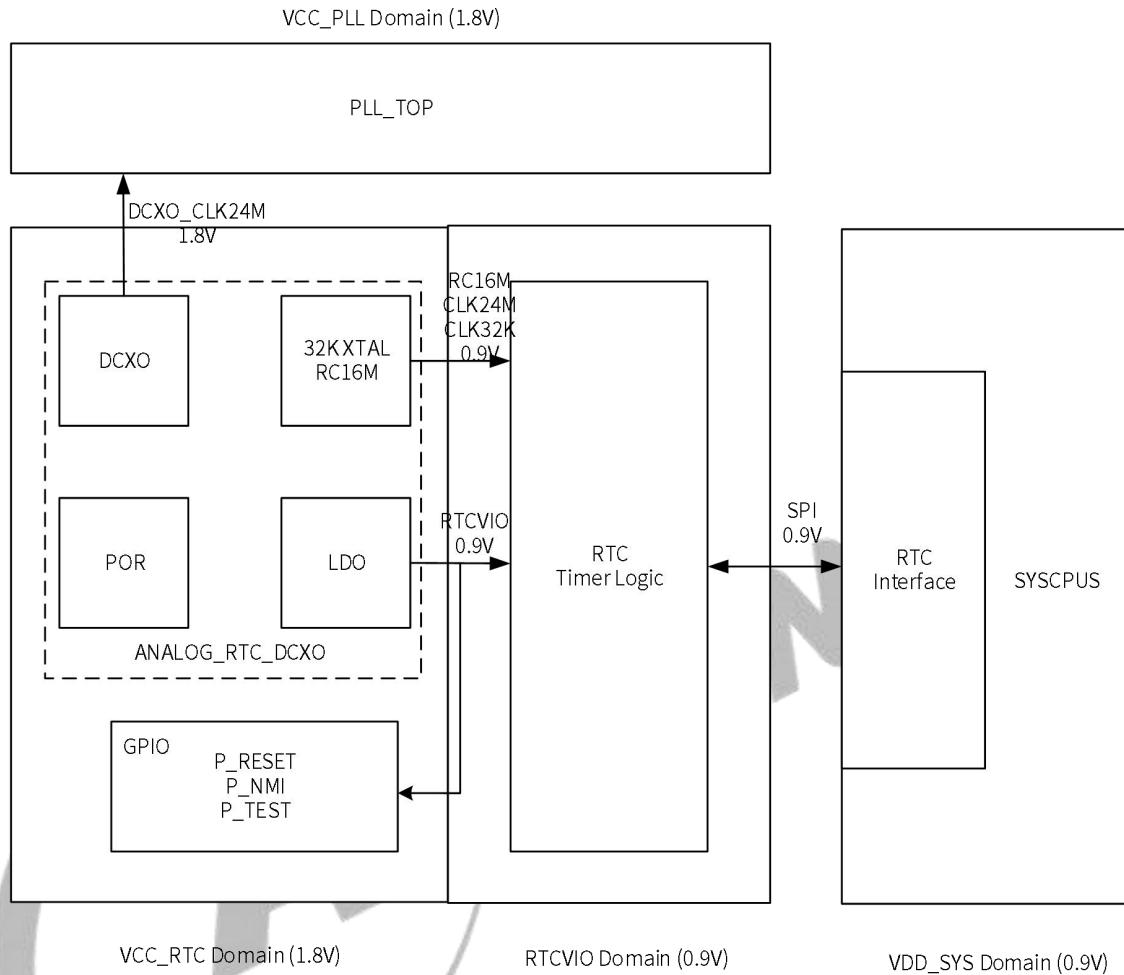 VCC_PLL Domain (1.8V)
PLL_TOP
DCXO_CLK24M
1.8V
RC16M
CLK24M
CLK32K
0.9V
DCXO
32KXTAL
RC16M
POR
LDO
RTCVIO
0.9V
ANALOG_RTC_DCXO
RTC
Timer Logic
SPI
0.9V
RTC
Interface
SYSCPUS
GPIO
P_RESET
P_NMI
P_TEST
VCC_RTC Domain (1.8V)
RTCVIO Domain (0.9V)
VDD_SYS Domain (0.9V)